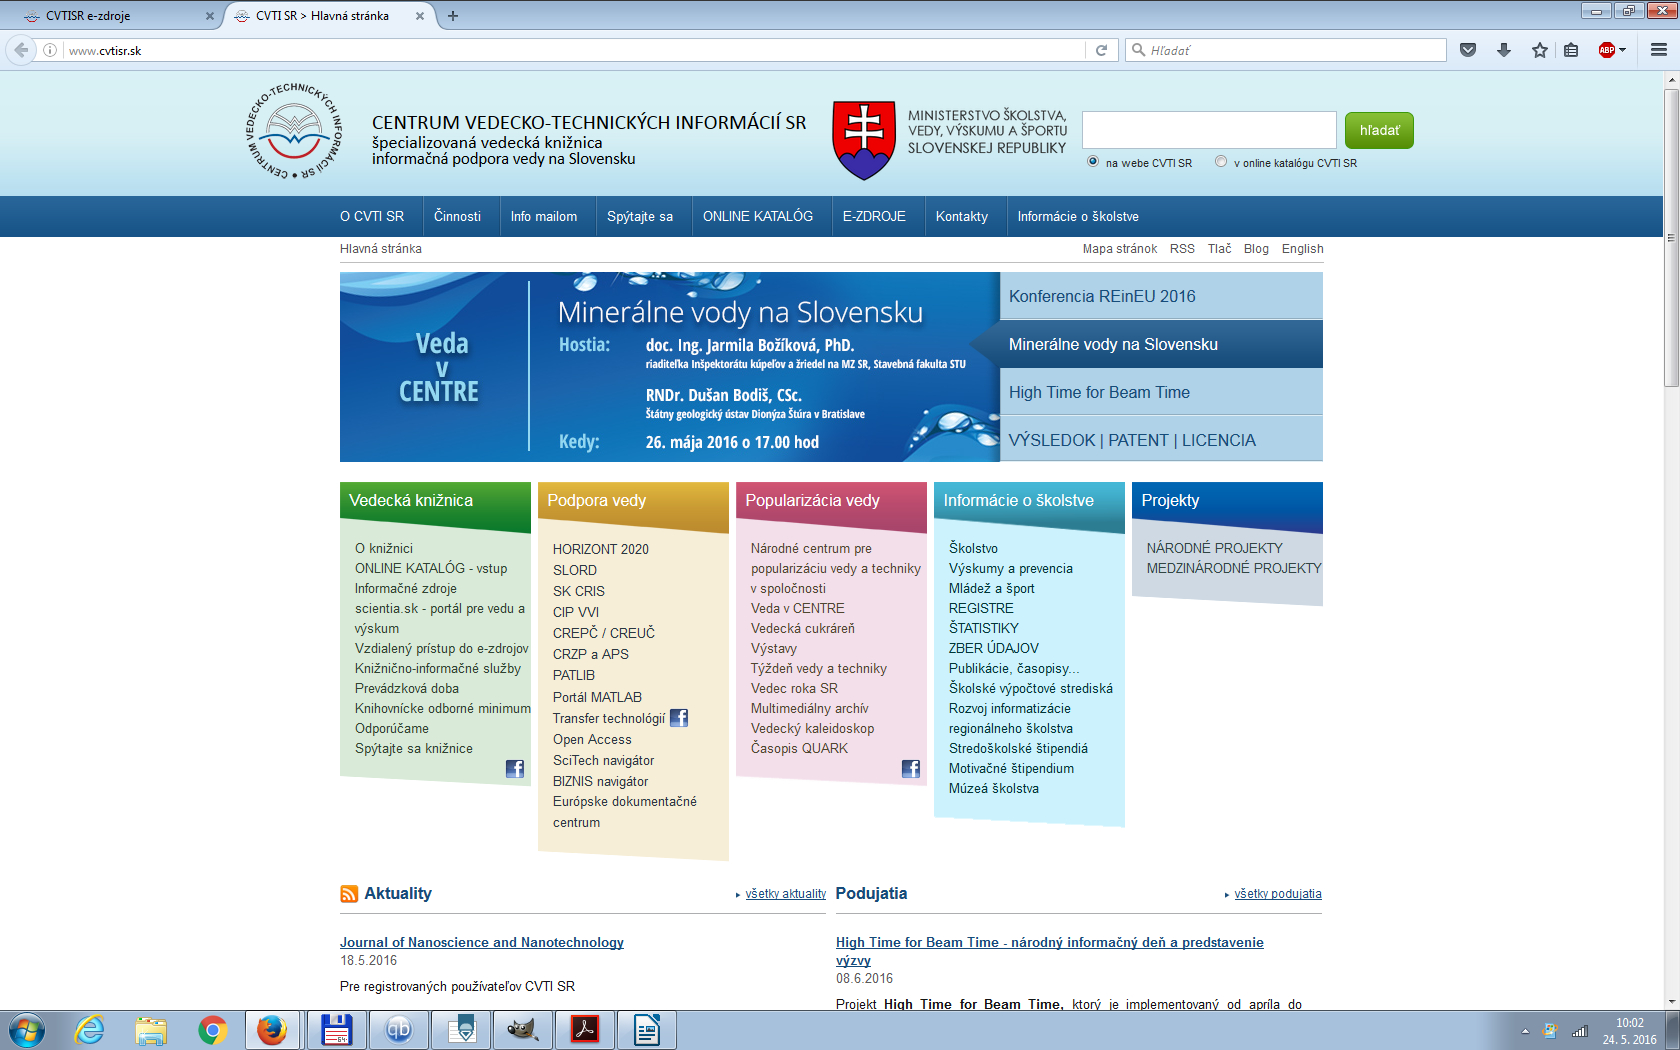 CVTISR e-zdroje
CVTI SR > Hlavná stránka
www.cvtisr.sk
Hľadať
ABP
CENTRUM VEDECKO-TECHNICKÝCH INFORMÁCIÍ SR
CENTRUM VEDECKO-TECHNICKÝCH INFORMÁCIÍ SR
špecializovaná vedecká knižnica
informačná podpora vedy na Slovensku
MINISTERSTVO ŠKOLSTVA,
VEDY, VÝSKUMU A ŠPORTU
SLOVENSKEJ REPUBLIKY
hľadať
na webe CVTI SR
v online katalógu CVTI SR
O CVTI SR
Činnosti
Info mailom
Spýtajte sa
ONLINE KATALÓG
E-ZDROJE
Kontakty
Informácie o školstve
Hlavná stránka
Mapa stránok
RSS
Tlač
Blog
English
Veda
v
CENTRE
Minerálne vody na Slovensku
Hostia:
doc. Ing. Jarmila Božíková, PhD.
riaditeľka Inšpektorátu kúpeľov a žriedel na MZ SR, Stavebná fakulta STU
RNDr. Dušan Bodiš, CSc.
Štátny geologický ústav Dionýza Štúra v Bratislave
Kedy:
26. mája 2016 o 17.00 hod
Konferencia REinEU 2016
Minerálne vody na Slovensku
High Time for Beam Time
VÝSLEDOK | PATENT | LICENCIA
Vedecká knižnica
O knižnici
ONLINE KATALÓG - vstup
Informačné zdroje
scientia.sk - portál pre vedu a
výskum
Vzdialený prístup do e-zdrojov
Knižnično-informačné služby
Prevádzková doba
Knihovnícke odborné minimum
Odporúčame
Spýtajte sa knižnice
Podpora vedy
HORIZONT 2020
SLORD
SK CRIS
CIP VVI
CREPČ / CREUČ
CRZP a APS
PATLIB
Portál MATLAB
Transfer technológií
Open Access
SciTech navigátor
BIZNIS navigátor
Európske dokumentačné
centrum
Popularizácia vedy
Národné centrum pre
popularizáciu vedy a techniky
v spoločnosti
Veda v CENTRE
Vedecká cukráreň
Výstavy
Týždeň vedy a techniky
Vedec roka SR
Multimediálny archív
Vedecký kaleidoskop
Časopis QUARK
Informácie o školstve
Školstvo
Výskumy a prevencia
Mládež a šport
REGISTRE
ŠTATISTIKY
ZBER ÚDAJOV
Publikácie, časopisy...
Školské výpočtové strediská
Rozvoj informatizácie
regionálneho školstva
Stredoškolské štipendiá
Motivačné štipendium
Múzeá školstva
Projekty
NÁRODNÉ PROJEKTY
MEDZINÁRODNÉ PROJEKTY
Aktuality
všetky aktuality
Journal of Nanoscience and Nanotechnology
18.5.2016
Pre registrovaných používateľov CVTI SR
Podujatia
všetky podujatia
High Time for Beam Time - národný informačný deň a predstavenie
výzvy
08.6.2016
Projekt High Time for Beam Time, ktorý je implementovaný od apríla do
64
qb
10:02
24. 5. 2016